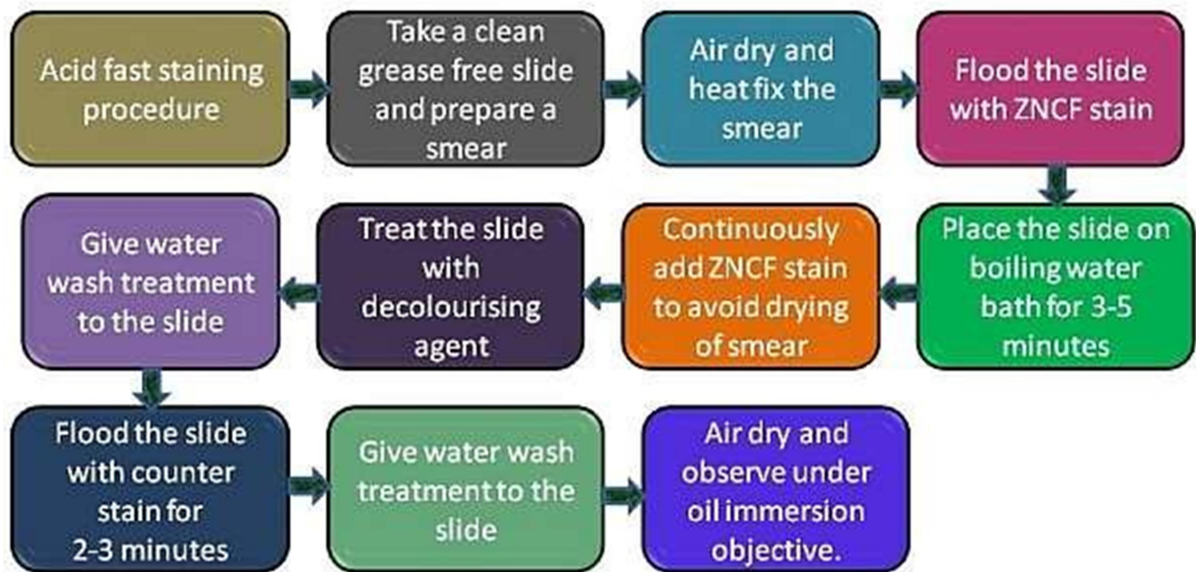 Acid fast staining
procedure
Take a clean
grease free slide
and prepare a
smear
Air dry and
heat fix the
smear
Flood the slide
with ZNCF stain
Place the slide on
boiling water
bath for 3-5
minutes
Continuously
add ZNCF stain
to avoid drying
of smear
Treat the slide
with
decolourising
agent
Give water
wash treatment
to the slide
Flood the slide
with counter
stain for
2-3 minutes
Give water wash
treatment to the
slide
Air dry and
observe under
oil immersion
objective.